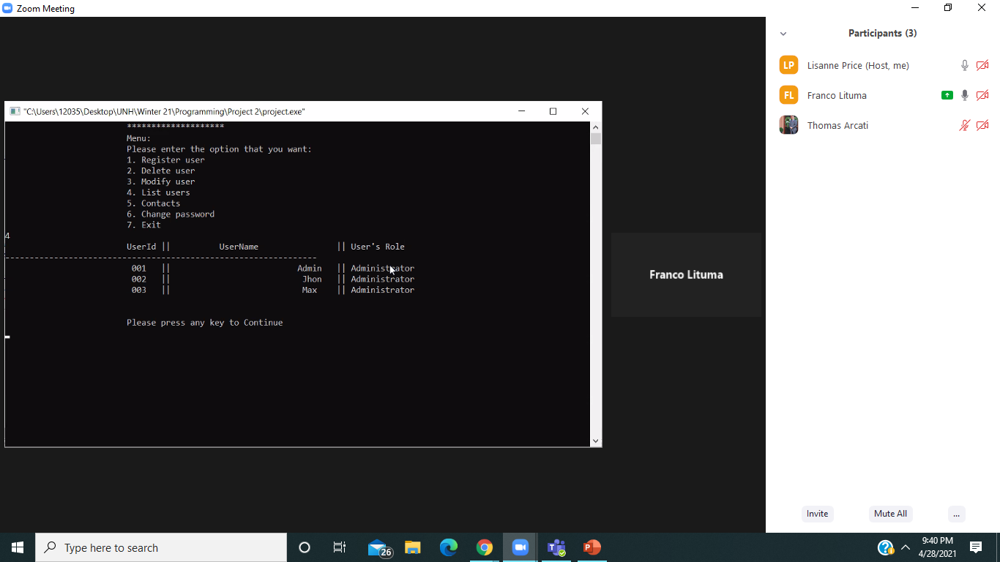 Zoom Meeting
"C:\Users\12035\Desktop\UNH\Winter 21\Programming\Project 2\project.exe"
********************
Menu:
Please enter the option that you want:
1. Register user
2. Delete user
3. Modify user
4. List users
5. Contacts
6. Change password
7. Exit
4
UserId || UserName || User's Role
----------------------------------------------------------------
001 || Admin || Administrator
002 || Jhon || Administrator
003 || Max || Administrator
Please press any key to Continue
Franco Lituma
Participants (3)
LP Lisanne Price (Host, me)
FL Franco Lituma
Thomas Arcati
Invite Mute All ...
Type here to search
26
9:40 PM
4/28/2021